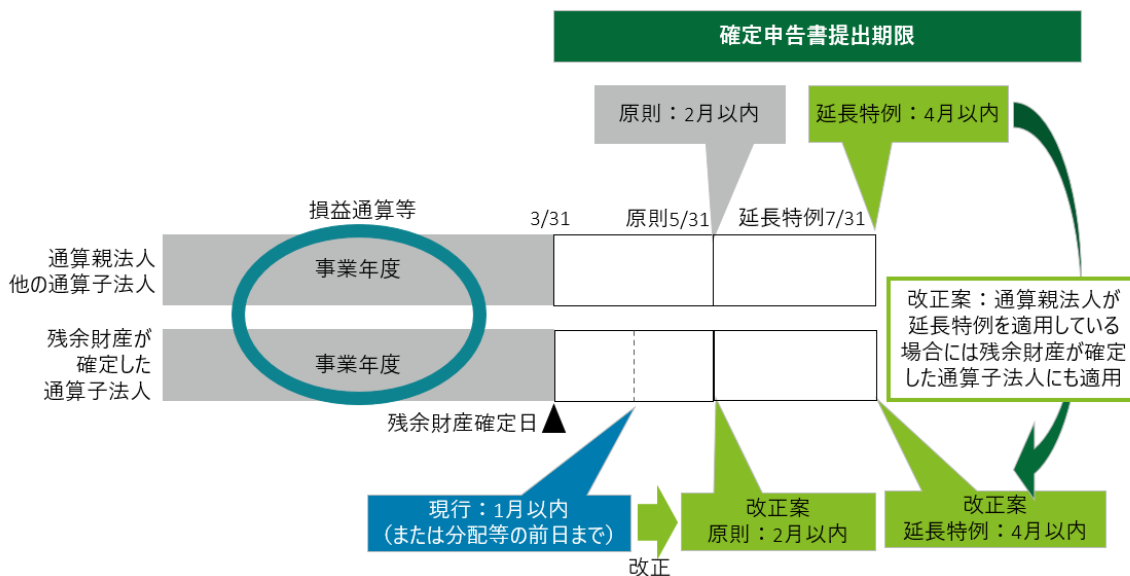 確定申告書提出期限
原則：2月以内
延長特例：4月以内
損益通算等
3/31
原則5/31
延長特例7/31
通算親法人
他の通算子法人
事業年度
残余財産が
確定した
通算子法人
事業年度
改正案：通算親法人が
延長特例を適用している
場合には残余財産が確定
した通算子法人にも適用
残余財産確定日
現行：1月以内
（または分配等の前日まで）
改正
改正案
原則：2月以内
改正案
延長特例：4月以内